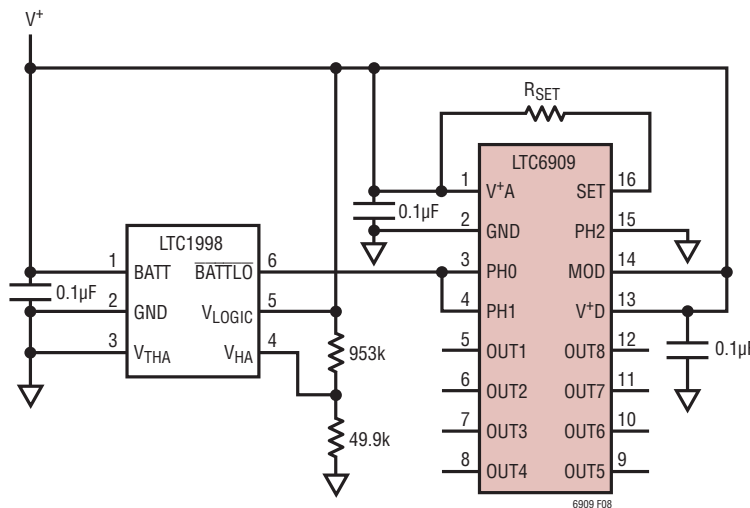 V+
RSET
LTC6909
1 V+A SET 16
0.1µF
2 GND PH2 15
LTC1998
1 BATT BATTLO 6
3 PH0 MOD 14
0.1µF
2 GND VLOGIC 5
4 PH1 V+D 13
3 VTHA VHA 4
953k
5 OUT1 OUT8 12
0.1µF
6 OUT2 OUT7 11
49.9k
7 OUT3 OUT6 10
8 OUT4 OUT5 9
6909 F08